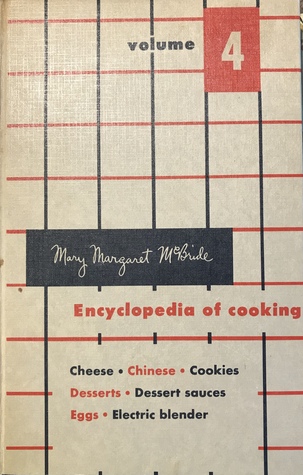 volume 4
Mary Margaret McBride
Encyclopedia of cooking
Cheese • Chinese • Cookies
Desserts • Dessert sauces
Eggs • Electric blender